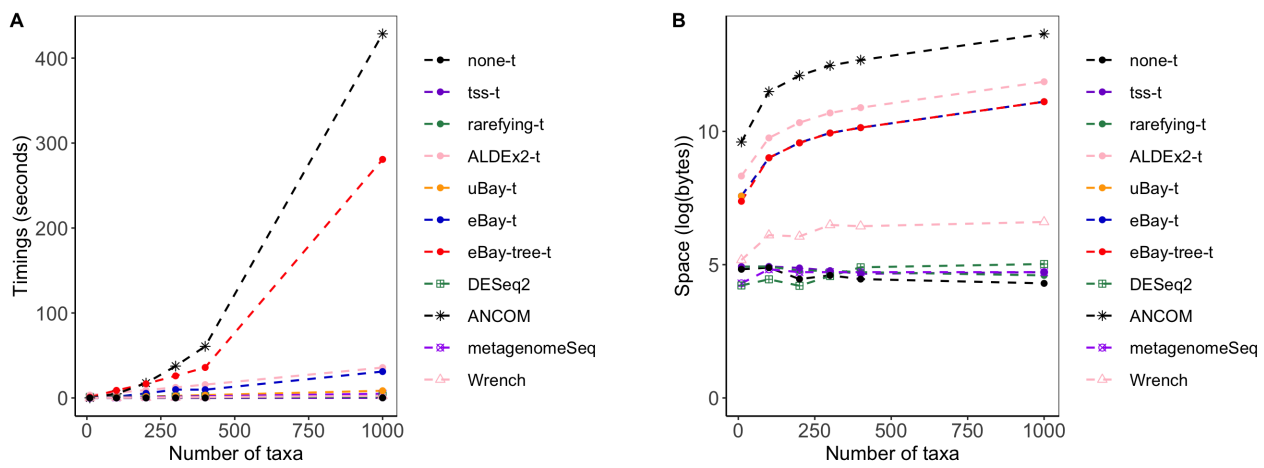 A
Timings (seconds)
400
300
200
100
0
0
250
500
750
1000
Number of taxa
none-t
tss-t
rarefying-t
ALDEx2-t
uBay-t
eBay-t
eBay-tree-t
DESeq2
ANCOM
metagenomeSeq
Wrench
B
Space (log(bytes))
10
5
0
0
250
500
750
1000
Number of taxa
none-t
tss-t
rarefying-t
ALDEx2-t
uBay-t
eBay-t
eBay-tree-t
DESeq2
ANCOM
metagenomeSeq
Wrench